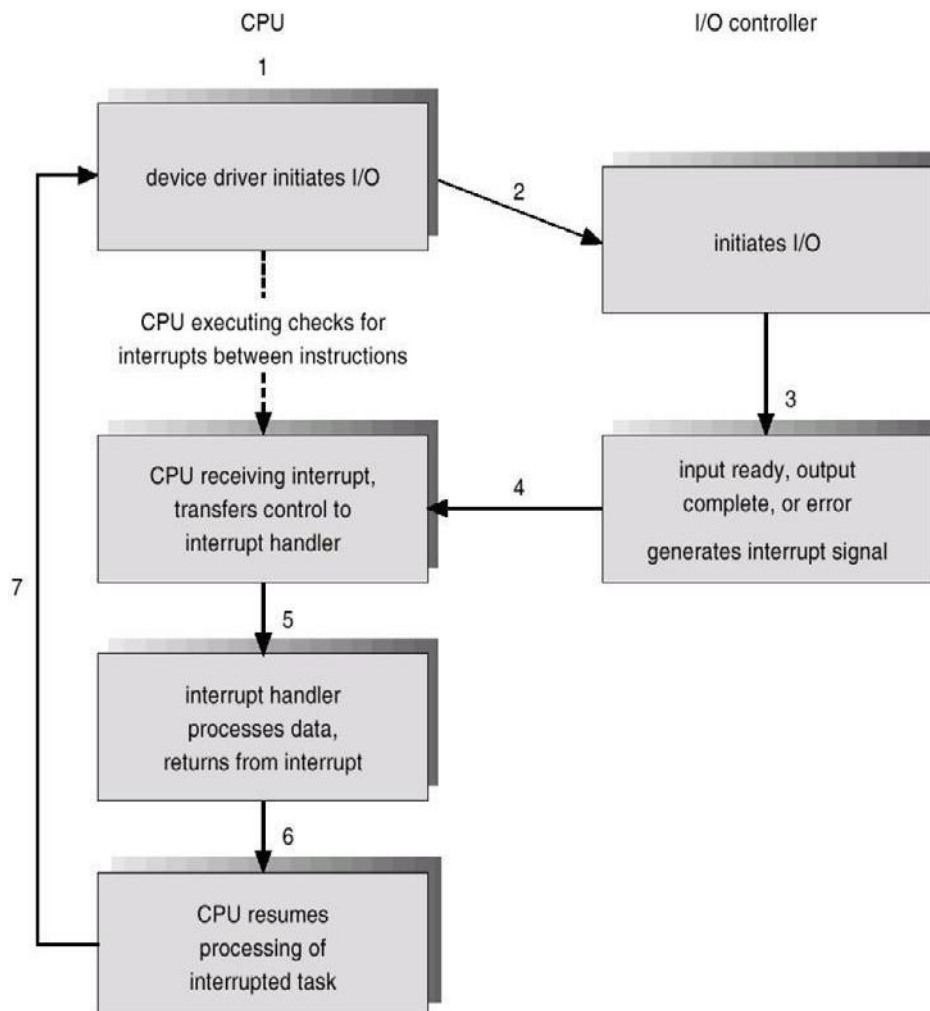 CPU
I/O controller
1
device driver initiates I/O
2
initiates I/O
CPU executing checks for
interrupts between instructions
3
CPU receiving interrupt,
transfers control to
interrupt handler
4
input ready, output
complete, or error
generates interrupt signal
7
5
interrupt handler
processes data,
returns from interrupt
6
CPU resumes
processing of
interrupted task